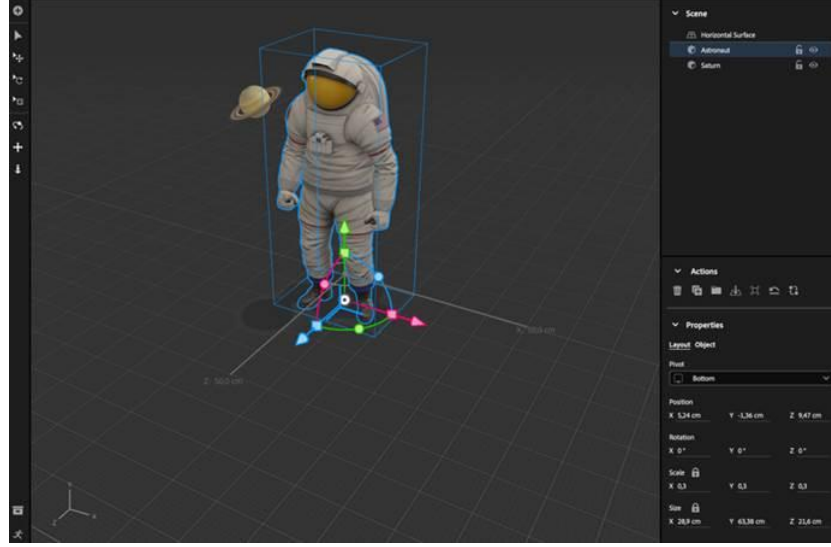 Scene
Horizontal Surface
Astronaut
Saturn
Actions
Properties
Layout Object
Pivot
Bottom
Position
X 5,24 cm Y -1,36 cm Z 9,47 cm
Rotation
X 0° Y 0° Z 0°
Scale
X 0,3 Y 0,3 Z 0,3
Size
X 28,9 cm Y 63,38 cm Z 21,6 cm
X: 50,0 cm
Z: 50,0 cm
Y
Z X